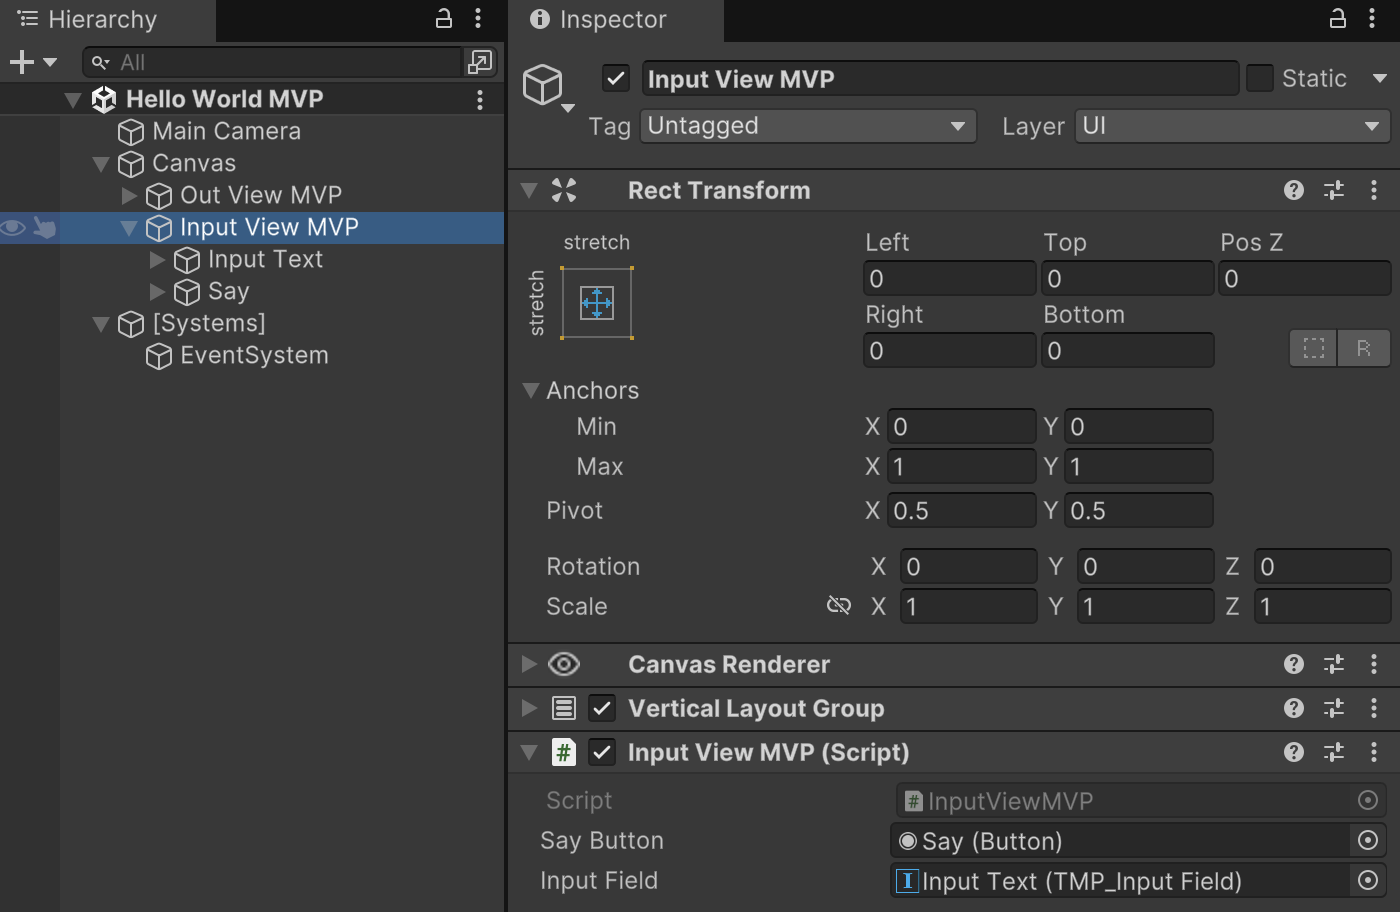 Hierarchy
All
Hello World MVP
Main Camera
Canvas
Out View MVP
Input View MVP
Input Text
Say
[Systems]
EventSystem
Inspector
Input View MVP
Static
Tag Untagged Layer UI
Rect Transform
stretch
stretch
Left Top Pos Z
0 0 0
Right Bottom
0 0
R
Anchors
Min X 0 Y 0
Max X 1 Y 1
Pivot X 0.5 Y 0.5
Rotation X 0 Y 0 Z 0
Scale X 1 Y 1 Z 1
Canvas Renderer
Vertical Layout Group
# Input View MVP (Script)
Script # InputViewMVP
Say Button Say (Button)
Input Field Input Text (TMP_Input Field)